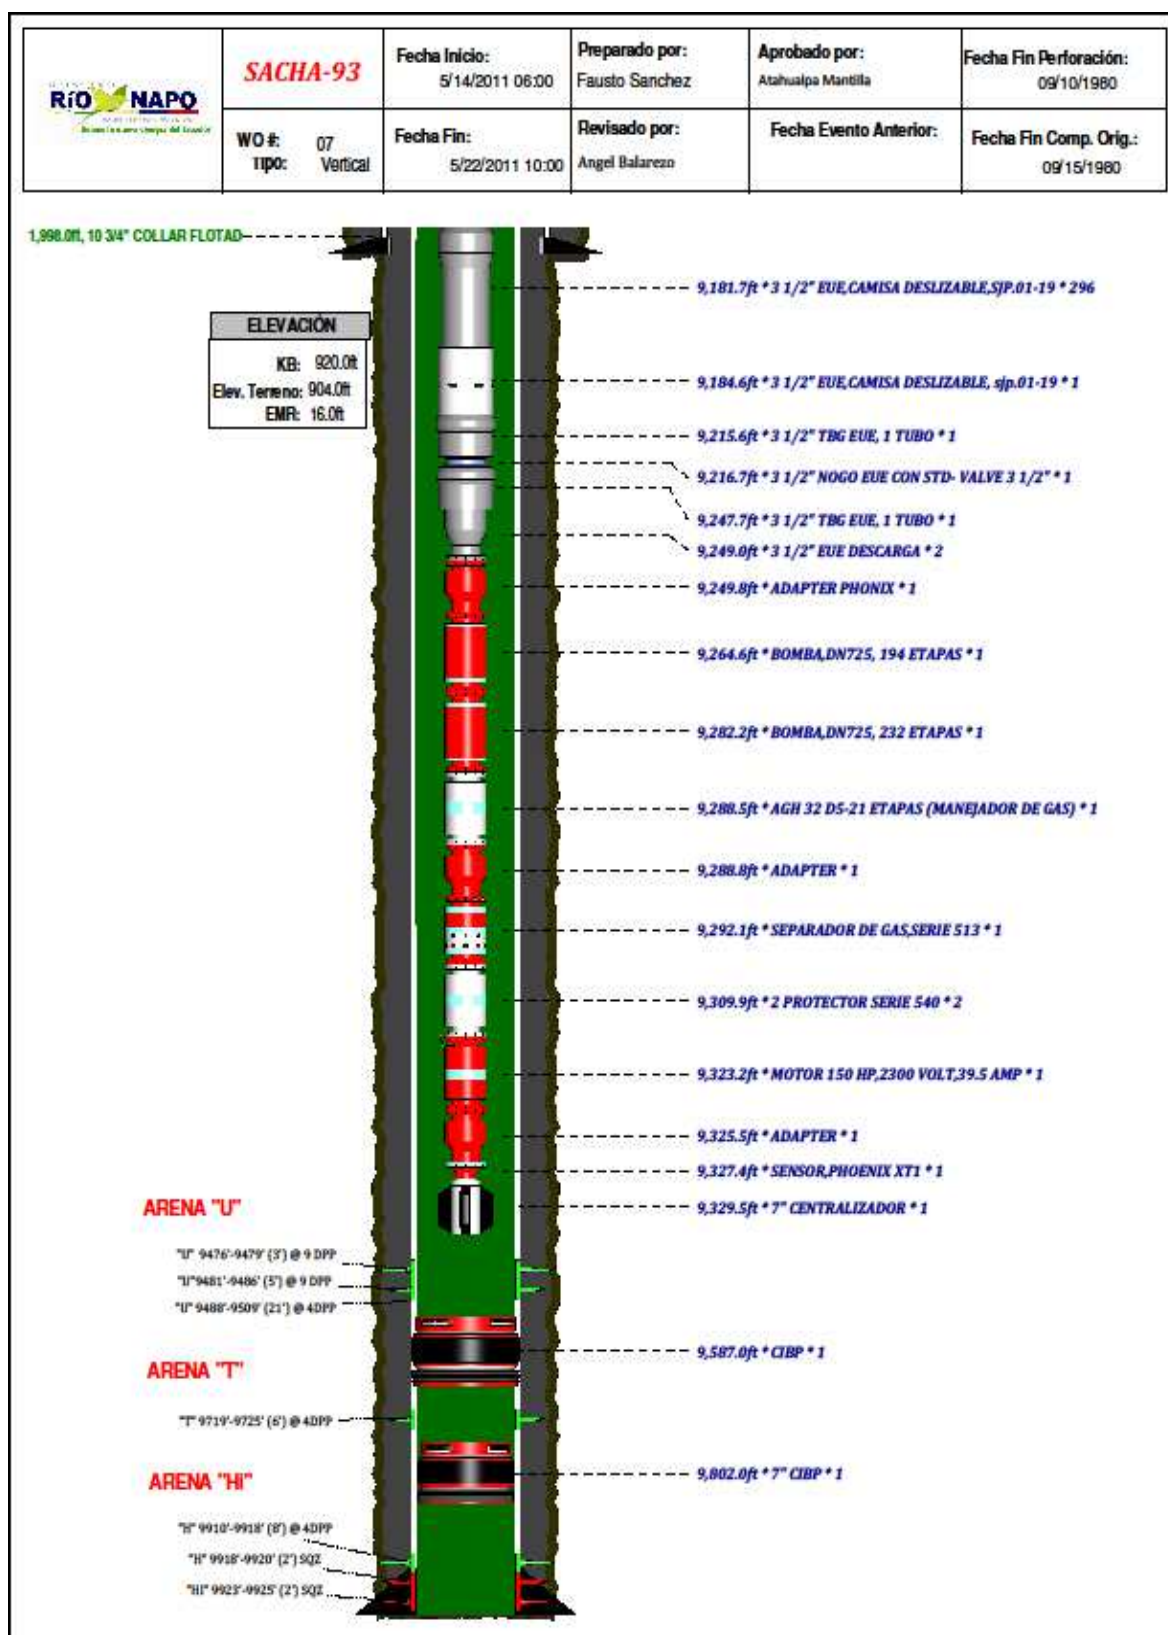 RÍO NAPO
SACHA-93
Fecha Inicio:
5/14/2011 06:00
Preparado por:
Fausto Sanchez
Aprobado por:
Atahualpa Mantilla
Fecha Fin Perforación:
09/10/1980
WO #: 07
TIPO: Vertical
Fecha Fin:
5/22/2011 10:00
Revisado por:
Angel Balarezo
Fecha Evento Anterior:
Fecha Fin Comp. Orig.:
09/15/1980
1,998.0ft, 10 3/4" COLLAR FLOTAD
ELEVACIÓN
KB: 920.0ft
Elev. Terreno: 904.0ft
EMR: 16.0ft
9,181.7ft * 3 1/2" EUE,CAMISA DESLIZABLE,SJP.01-19 * 296
9,184.6ft * 3 1/2" EUE,CAMISA DESLIZABLE, sjp.01-19 * 1
9,215.6ft * 3 1/2" TBG EUE, 1 TUBO * 1
9,216.7ft * 3 1/2" NOGO EUE CON STD- VALVE 3 1/2" * 1
9,247.7ft * 3 1/2" TBG EUE, 1 TUBO * 1
9,249.0ft * 3 1/2" EUE DESCARGA * 2
9,249.8ft * ADAPTER PHONIX * 1
9,264.6ft * BOMBA,DN725, 194 ETAPAS * 1
9,282.2ft * BOMBA,DN725, 232 ETAPAS * 1
9,288.5ft * AGH 32 D5-21 ETAPAS (MANEJADOR DE GAS) * 1
9,288.8ft * ADAPTER * 1
9,292.1ft * SEPARADOR DE GAS,SERIE 513 * 1
9,309.9ft * 2 PROTECTOR SERIE 540 * 2
9,323.2ft * MOTOR 150 HP,2300 VOLT,39.5 AMP * 1
9,325.5ft * ADAPTER * 1
9,327.4ft * SENSOR,PHOENIX XT1 * 1
9,329.5ft * 7" CENTRALIZADOR * 1
ARENA "U"
"U" 9476'-9479' (3') @ 9 DPP
"U"9481'-9486' (5') @ 9 DPP
"U" 9488'-9509' (21') @ 4DPP
9,587.0ft * CIBP * 1
ARENA "T"
"T" 9719'-9725' (6') @ 4DPP
9,802.0ft * 7" CIBP * 1
ARENA "HI"
"H" 9910'-9918' (8') @ 4DPP
"H" 9918'-9920' (2') SQZ
"HI" 9923'-9925' (2') SQZ